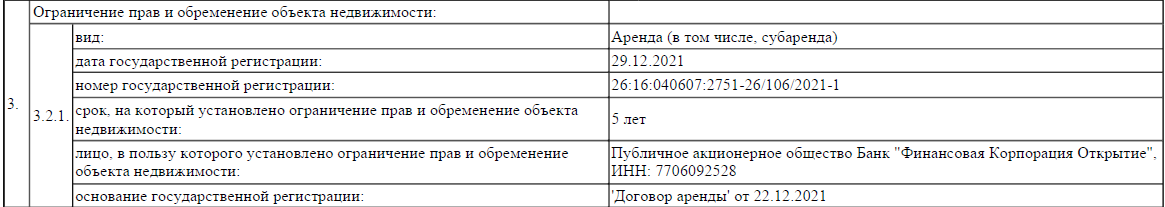 3.
Ограничение прав и обременение объекта недвижимости:
3.2.1.
вид:
Аренда (в том числе, субаренда)
дата государственной регистрации:
29.12.2021
номер государственной регистрации:
26:16:040607:2751-26/106/2021-1
срок, на который установлено ограничение прав и обременение объекта
недвижимости:
5 лет
лицо, в пользу которого установлено ограничение прав и обременение
объекта недвижимости:
Публичное акционерное общество Банк "Финансовая Корпорация Открытие",
ИНН: 7706092528
основание государственной регистрации:
'Договор аренды' от 22.12.2021